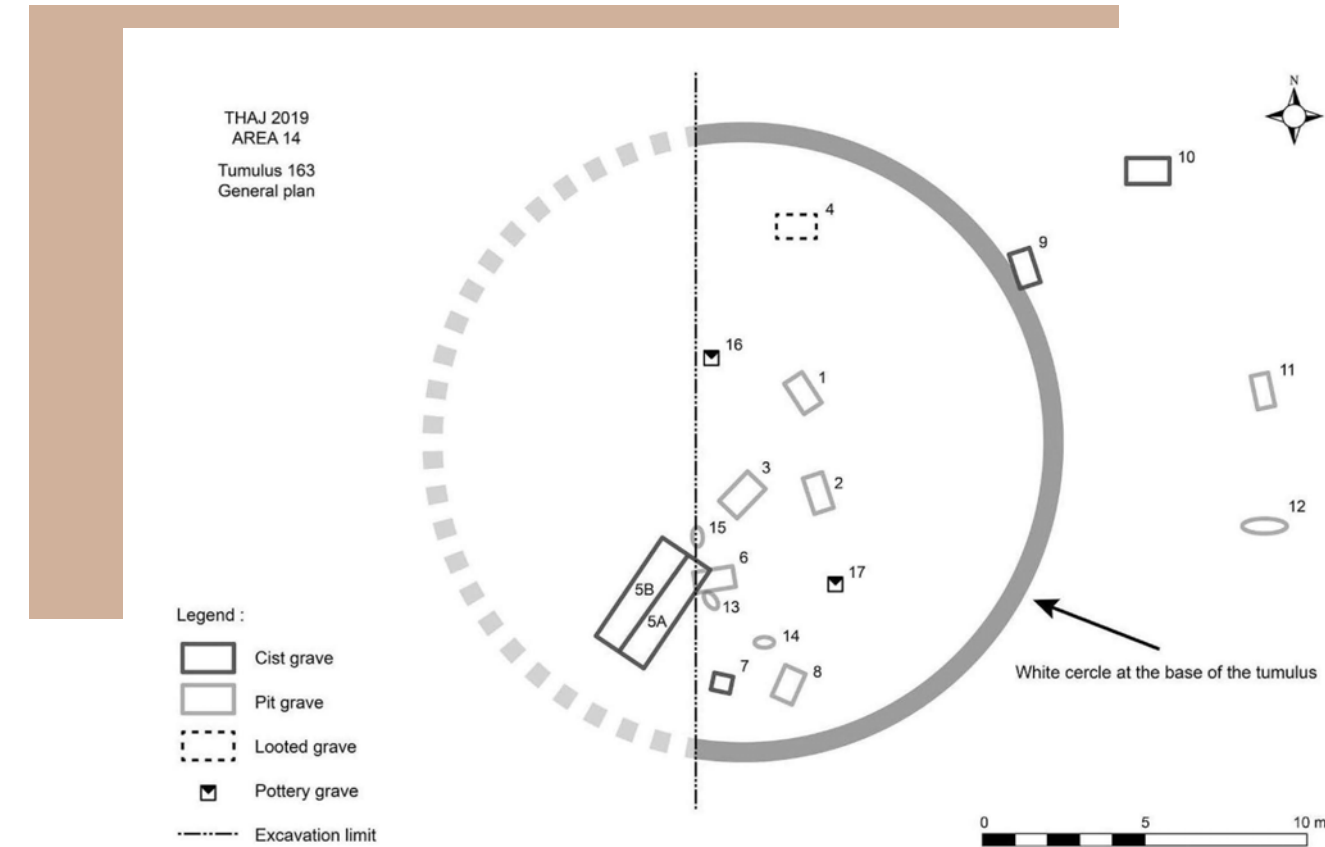 THAJ 2019
AREA 14
Tumulus 163
General plan
N
10
4
9
16
1
11
3
2
15
12
6
17
5B
13
5A
14
7
8
Legend :
Cist grave
Pit grave
Looted grave
Pottery grave
Excavation limit
White cercle at the base of the tumulus
0 5 10 m